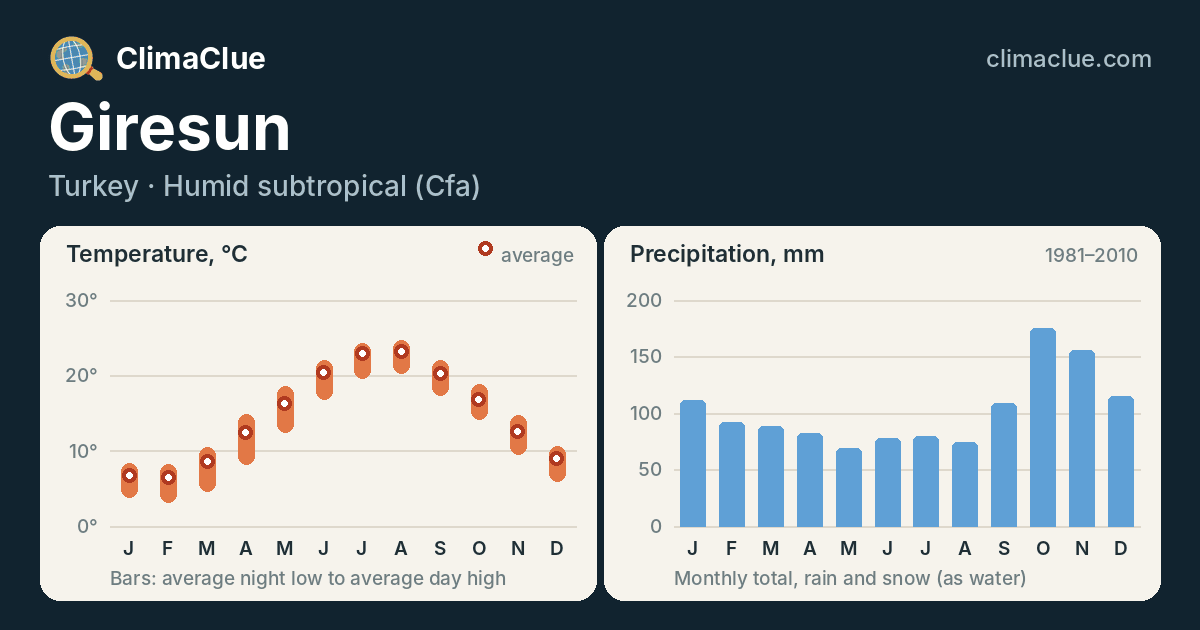 ClimaClue
climaclue.com
Giresun
Turkey · Humid subtropical (Cfa)
Temperature, °C
average
30°
20°
10°
0°
J F M A M J J A S O N D
Bars: average night low to average day high
Precipitation, mm
1981–2010
200
150
100
50
0
J F M A M J J A S O N D
Monthly total, rain and snow (as water)